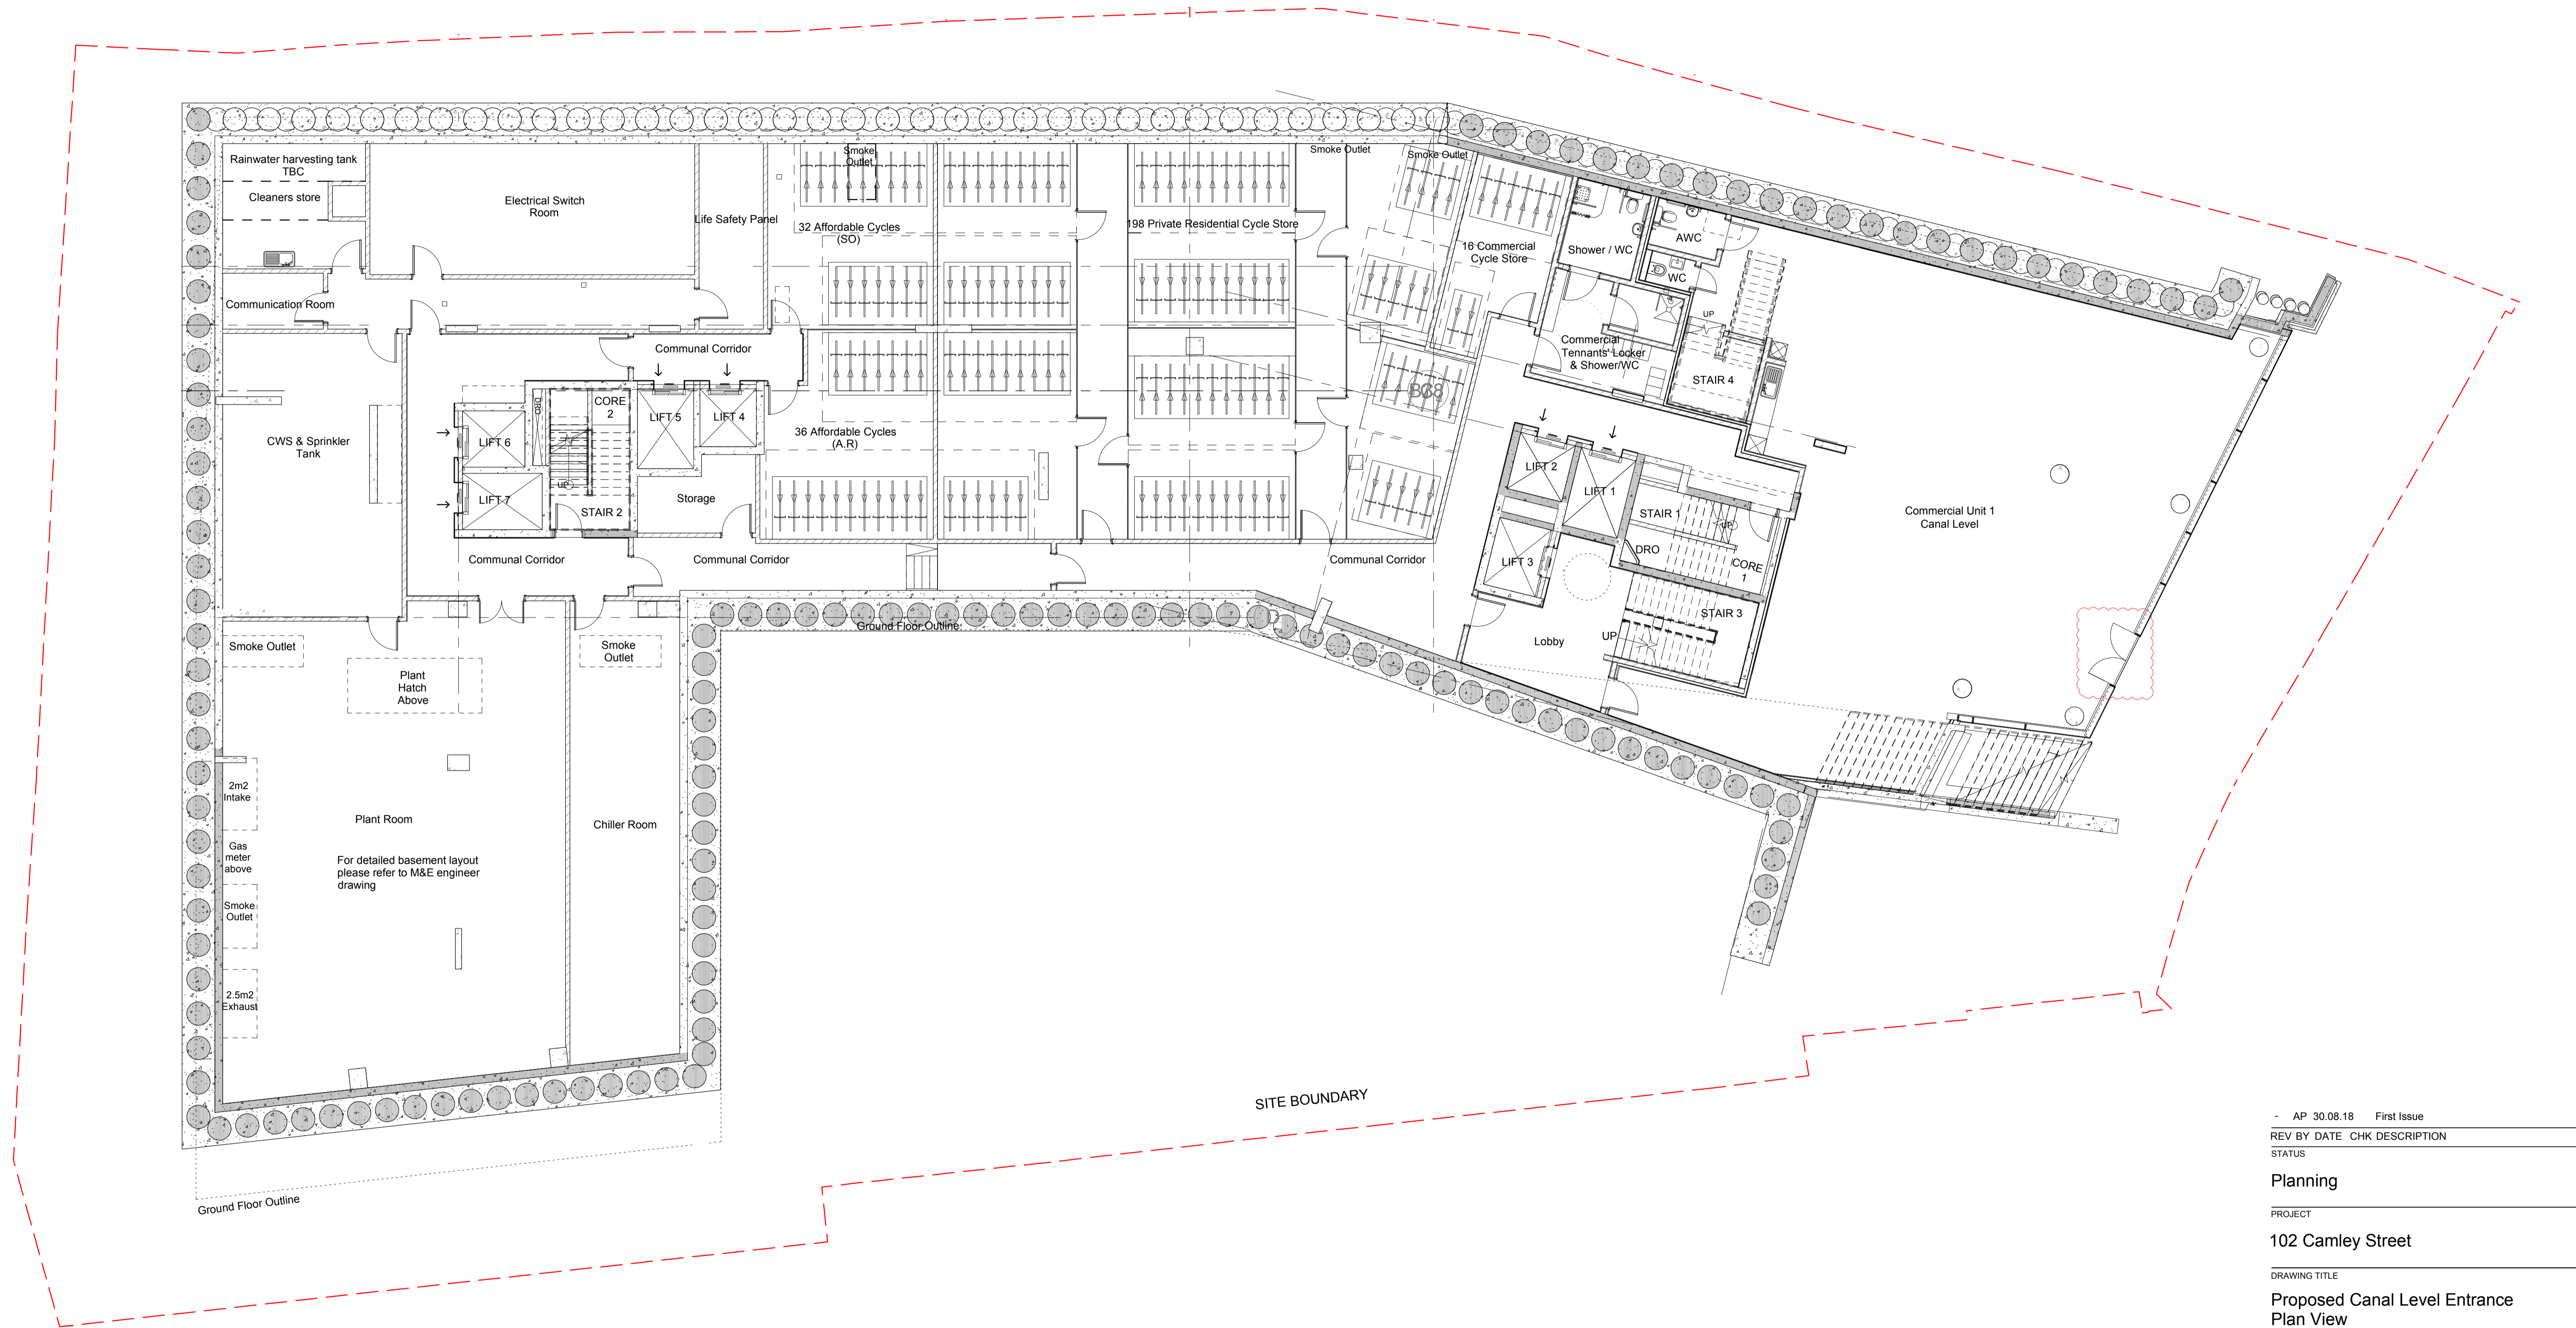 Rainwater harvesting tank
TBC
Cleaners store
Electrical Switch
Room
Life Safety Panel
Smoke
Outlet
32 Affordable Cycles
(SO)
198 Private Residential Cycle Store
Smoke Outlet
Smoke Outlet
16 Commercial
Cycle Store
Shower / WC
AWC
WC
UP
Communication Room
Communal Corridor
Commercial
Tennants' Locker
& Shower/WC
STAIR 4
CWS & Sprinkler
Tank
LIFT 6
LIFT 7
DRO
CORE
2
UP
STAIR 2
LIFT 5
LIFT 4
Storage
36 Affordable Cycles
(A.R)
LIFT 2
LIFT 1
LIFT 3
STAIR 1
UP
DRO
CORE
1
STAIR 3
UP
Lobby
Commercial Unit 1
Canal Level
Communal Corridor
Communal Corridor
Communal Corridor
Ground Floor Outline
Smoke Outlet
Plant
Hatch
Above
Smoke
Outlet
2m2
Intake
Plant Room
Chiller Room
Gas
meter
above
For detailed basement layout
please refer to M&E engineer
drawing
Smoke
Outlet
2.5m2
Exhaust
SITE BOUNDARY
Ground Floor Outline
- AP 30.08.18 First Issue
REV BY DATE CHK DESCRIPTION
STATUS
Planning
PROJECT
102 Camley Street
DRAWING TITLE
Proposed Canal Level Entrance
Plan View